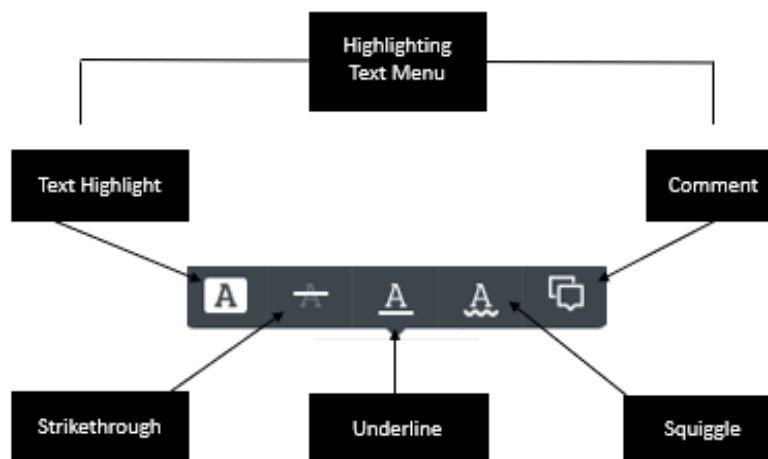 Highlighting
Text Menu
Text Highlight
Comment
A
A
A
A
Strikethrough
Underline
Squiggle